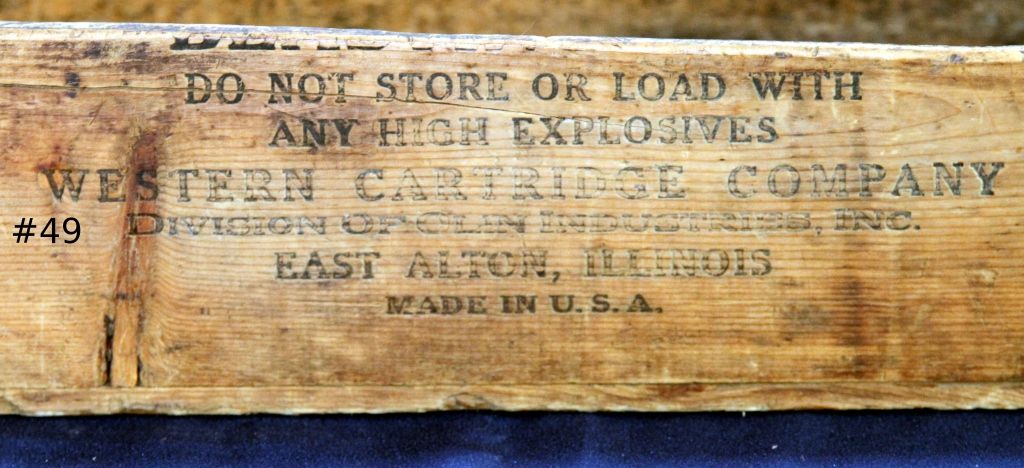 DO NOT STORE OR LOAD WITH
ANY HIGH EXPLOSIVES
WESTERN CARTRIDGE COMPANY
#49
DIVISION OF OLIN INDUSTRIES, INC.
EAST ALTON, ILLINOIS
MADE IN U.S.A.